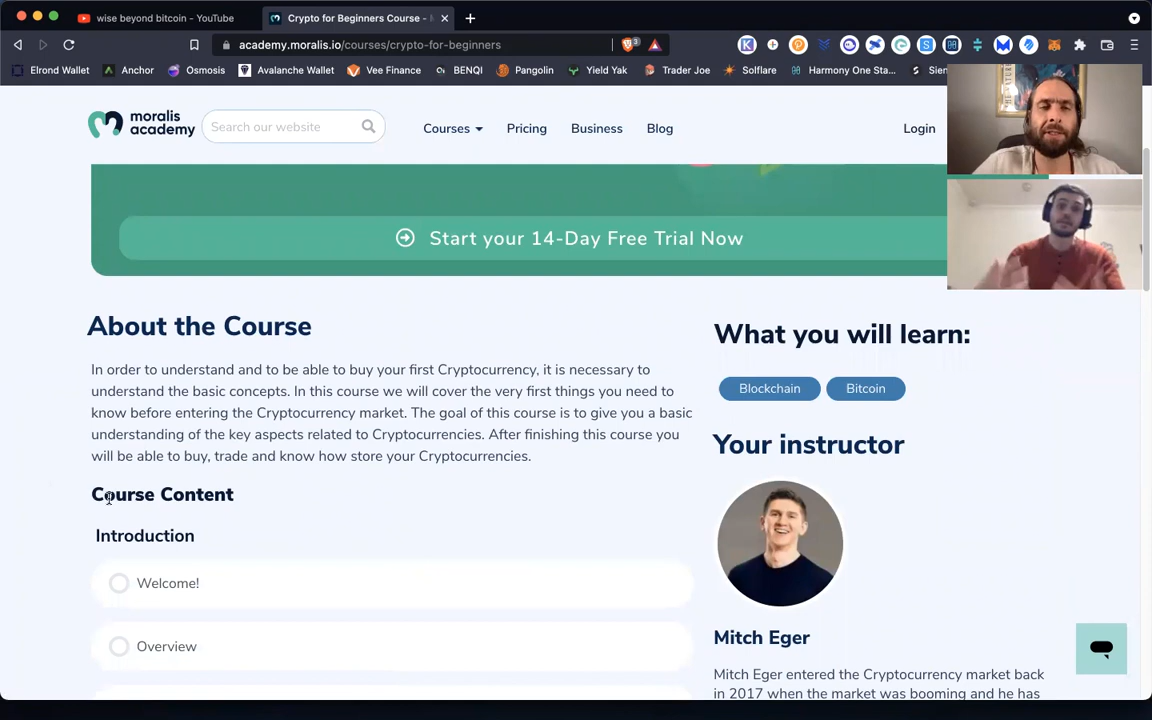 wise beyond bitcoin - YouTube
Crypto for Beginners Course -
academy.moralis.io/courses/crypto-for-beginners
Elrond Wallet Anchor Osmosis Avalanche Wallet Vee Finance BENQI Pangolin Yield Yak Trader Joe Solflare Harmony One Sta... Sien
moralis academy
Search our website
Courses Pricing Business Blog Login
Start your 14-Day Free Trial Now
About the Course
In order to understand and to be able to buy your first Cryptocurrency, it is necessary to
understand the basic concepts. In this course we will cover the very first things you need to
know before entering the Cryptocurrency market. The goal of this course is to give you a basic
understanding of the key aspects related to Cryptocurrencies. After finishing this course you
will be able to buy, trade and know how store your Cryptocurrencies.
Course Content
Introduction
Welcome!
Overview
What you will learn:
Blockchain Bitcoin
Your instructor
Mitch Eger
Mitch Eger entered the Cryptocurrency market back
in 2017 when the market was booming and he has